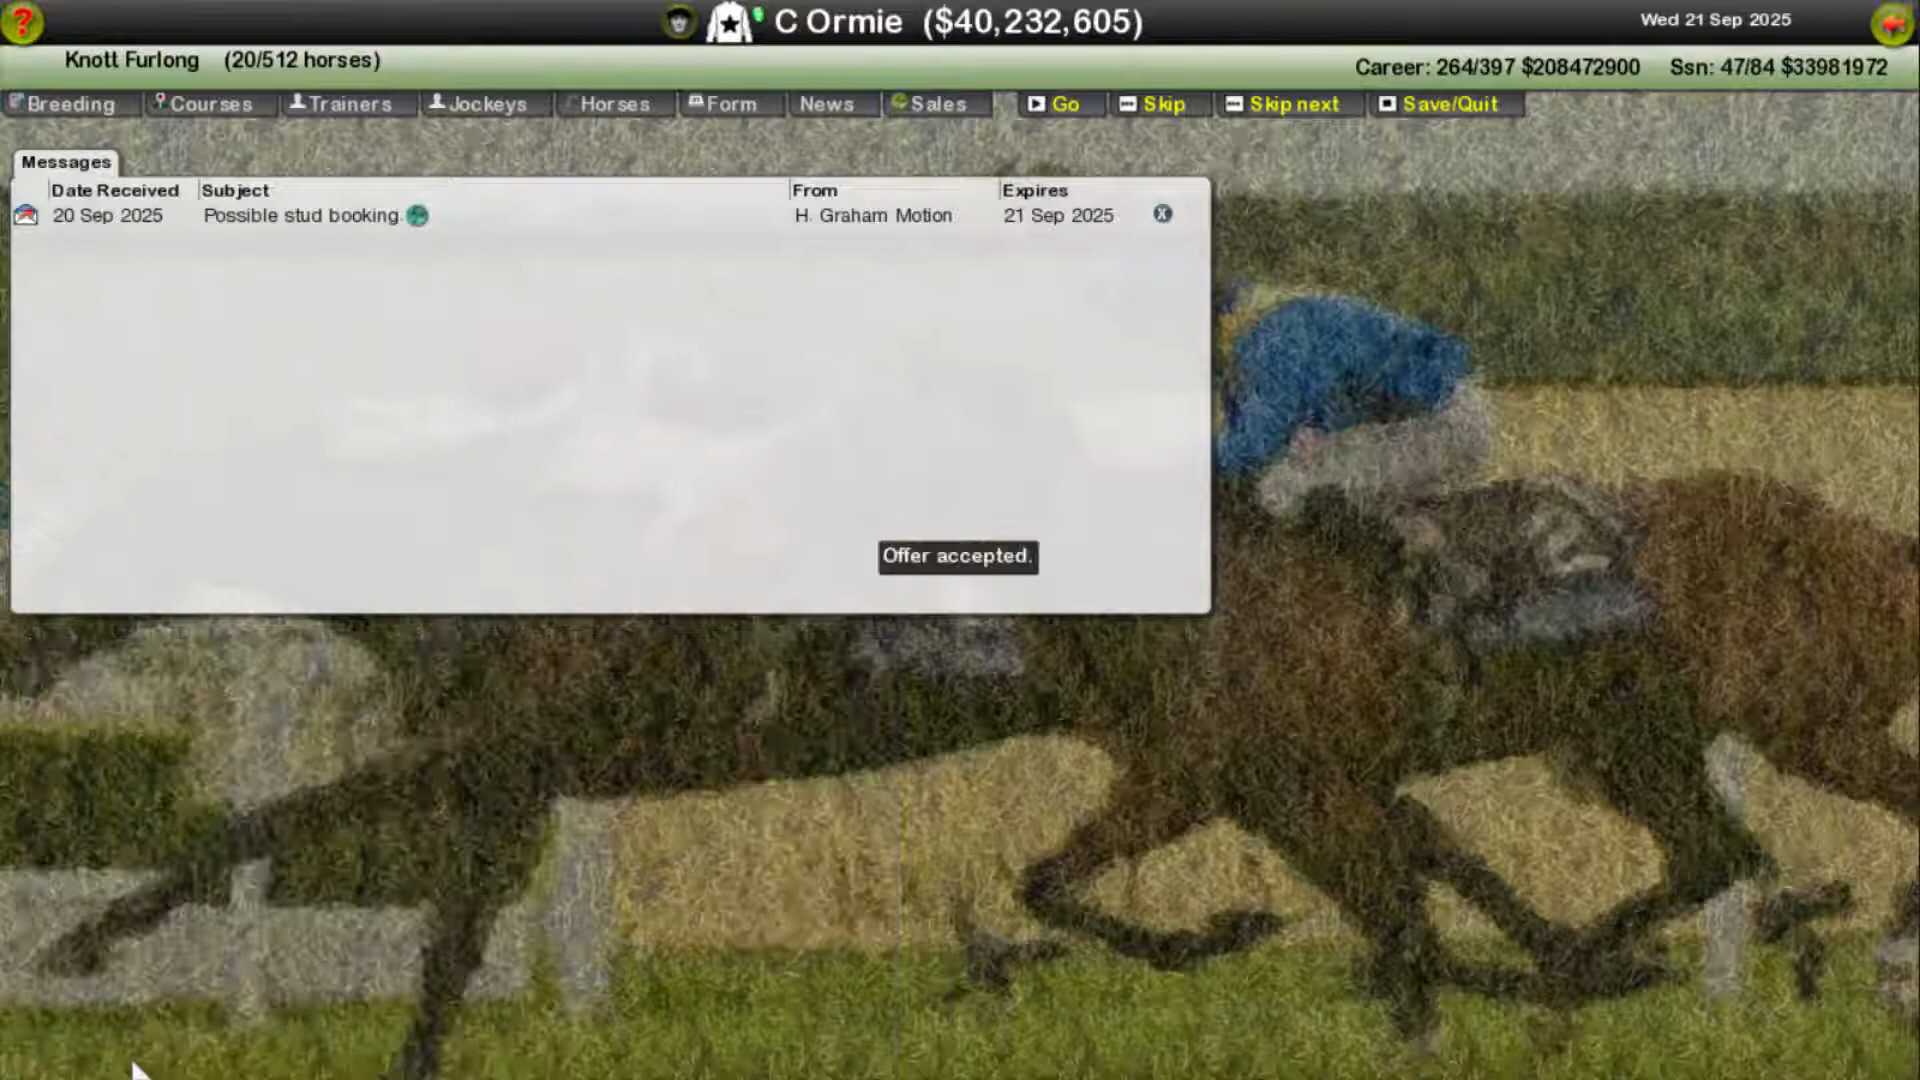 ?
C Ormie ($40,232,605)
Wed 21 Sep 2025
Knott Furlong (20/512 horses)
Career: 264/397 $208472900 Ssn: 47/84 $33981972
Breeding Courses Trainers Jockeys Horses Form News Sales Go Skip Skip next Save/Quit
Messages
Date Received Subject From Expires
20 Sep 2025 Possible stud booking. H. Graham Motion 21 Sep 2025 X
Offer accepted.